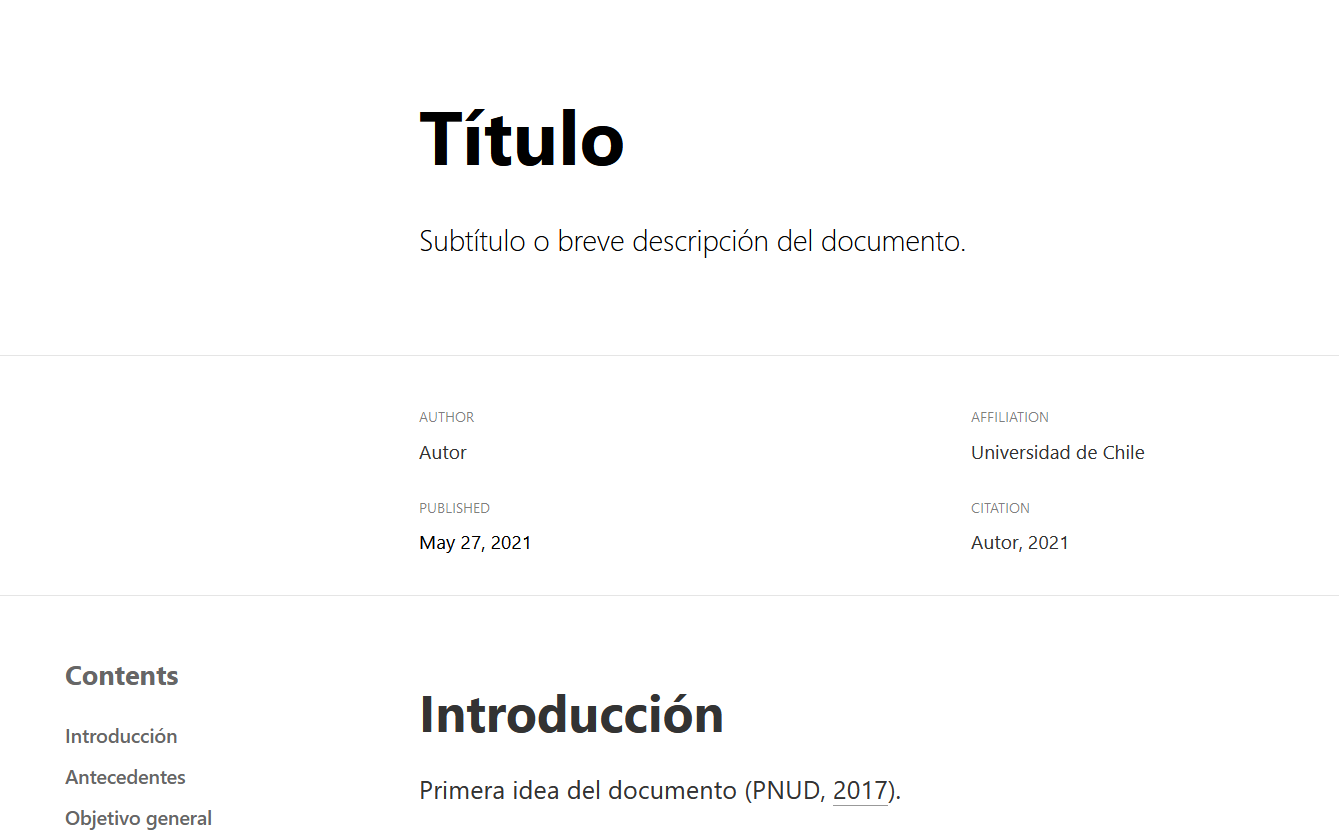 Título
Subtítulo o breve descripción del documento.
AUTHOR
Autor
AFFILIATION
Universidad de Chile
PUBLISHED
May 27, 2021
CITATION
Autor, 2021
Contents
Introducción
Antecedentes
Objetivo general
Introducción
Primera idea del documento (PNUD, 2017).